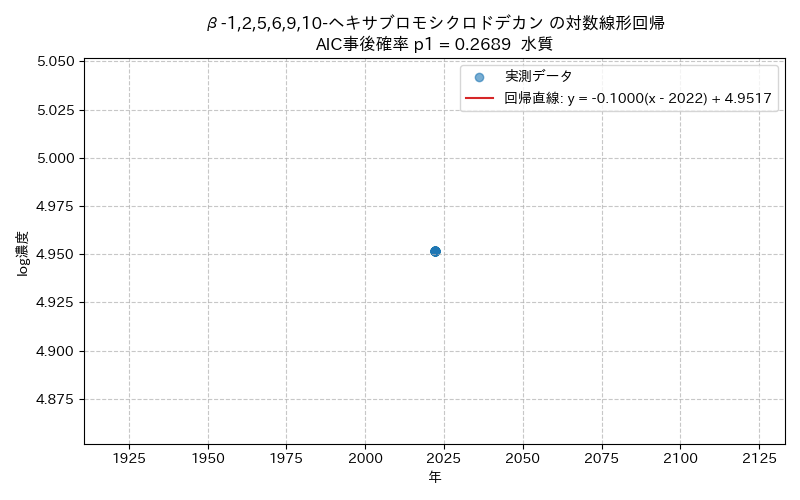 β-1,2,5,6,9,10-ヘキサブロモシクロドデカン の対数線形回帰
AIC事後確率 p1 = 0.2689  水質
5.050
5.025
5.000
4.975
4.950
4.925
4.900
4.875
log濃度
実測データ
回帰直線: y = -0.1000(x - 2022) + 4.9517
1925 1950 1975 2000 2025 2050 2075 2100 2125
年